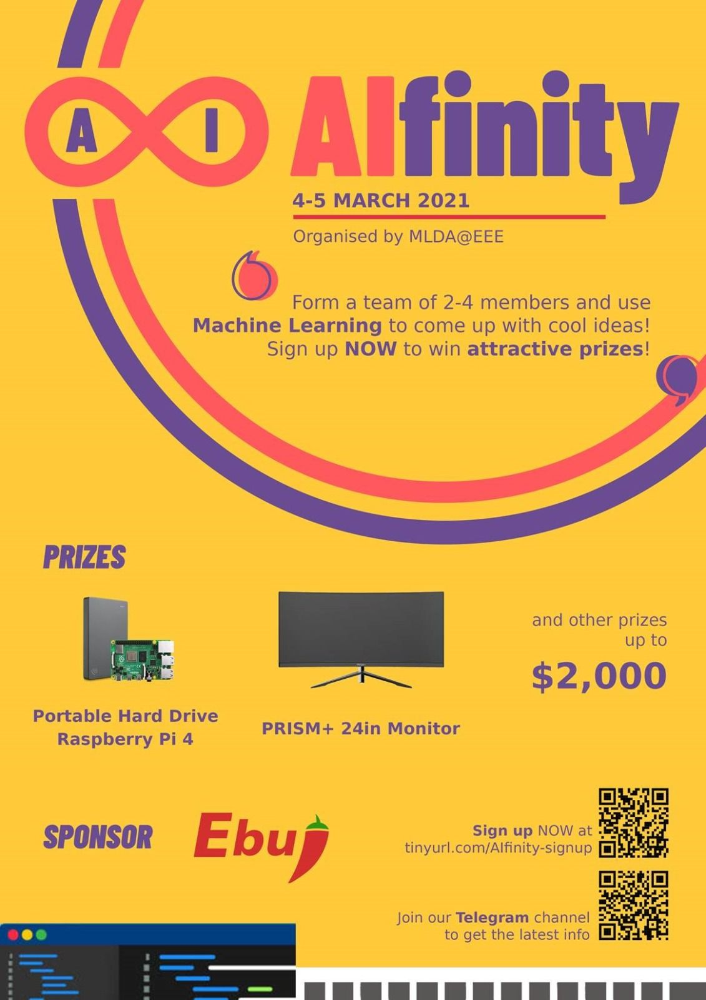 A I
AIfinity
4-5 MARCH 2021
Organised by MLDA@EEE
Form a team of 2-4 members and use
Machine Learning to come up with cool ideas!
Sign up NOW to win attractive prizes!
PRIZES
and other prizes
up to
$2,000
Portable Hard Drive
Raspberry Pi 4
PRISM+ 24in Monitor
SPONSOR
Ebuj
Sign up NOW at
tinyurl.com/AIfinity-signup
Join our Telegram channel
to get the latest info